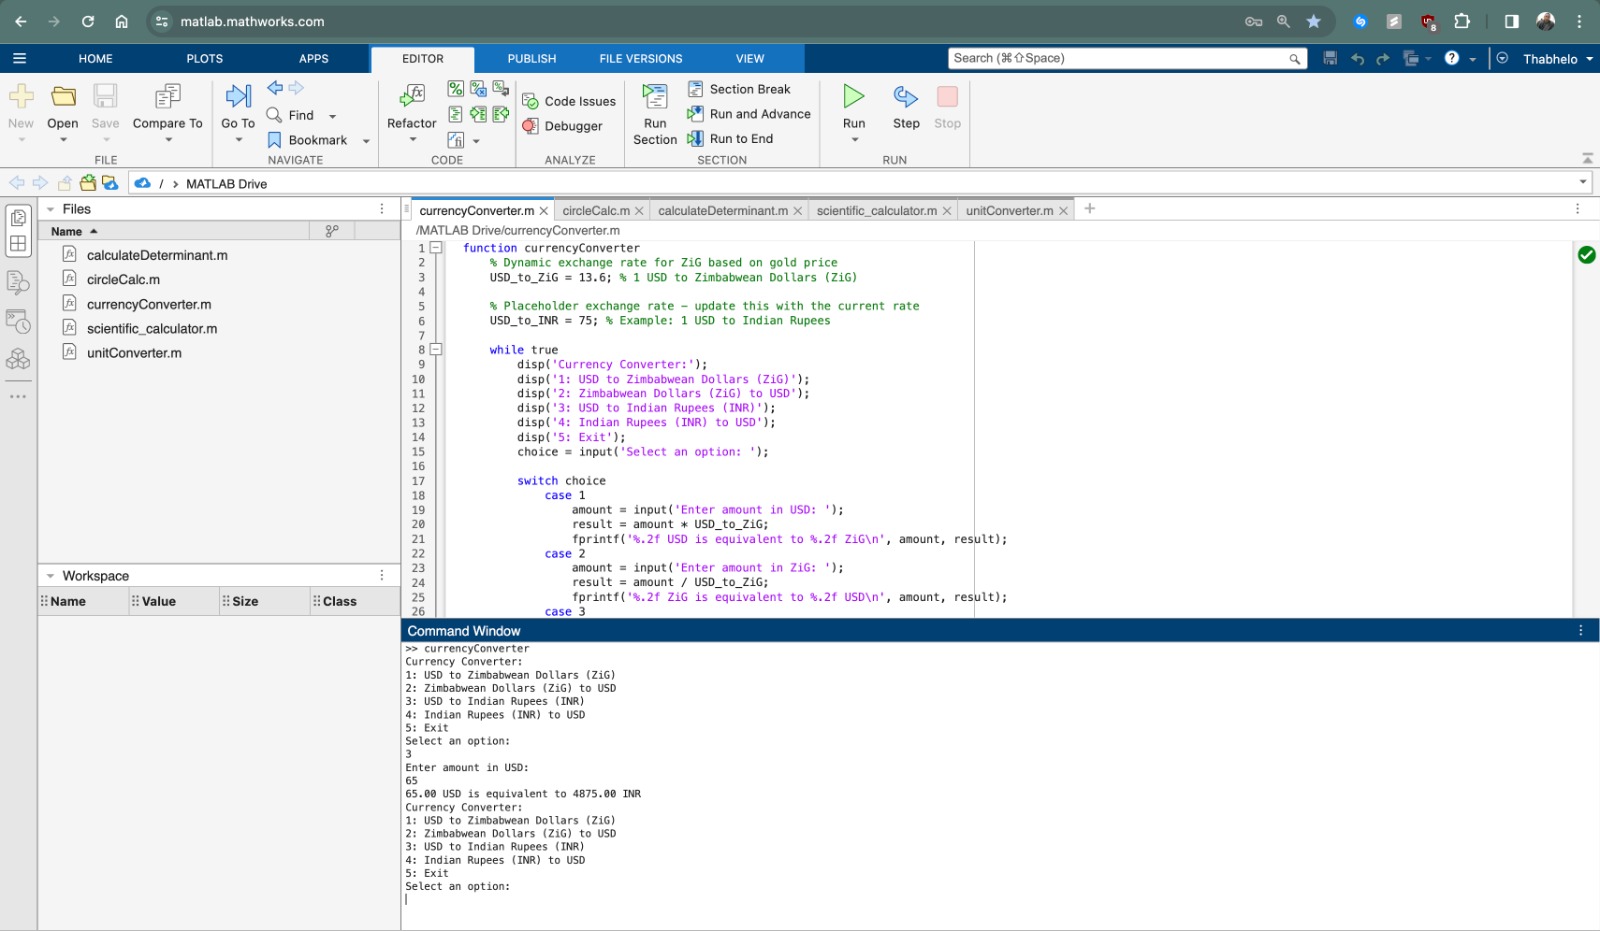 matlab.mathworks.com
HOME PLOTS APPS EDITOR PUBLISH FILE VERSIONS VIEW Search (⌘⇧Space) Thabhelo
New Open Save Compare To
FILE
Go To Find Bookmark
NAVIGATE
Refactor
CODE
Code Issues
Debugger
ANALYZE
Run Section
Section Break
Run and Advance
Run to End
SECTION
Run Step Stop
RUN
/ › MATLAB Drive
Files
Name
calculateDeterminant.m
circleCalc.m
currencyConverter.m
scientific_calculator.m
unitConverter.m
Workspace
Name Value Size Class
currencyConverter.m circleCalc.m calculateDeterminant.m scientific_calculator.m unitConverter.m
/MATLAB Drive/currencyConverter.m
1 function currencyConverter
2 % Dynamic exchange rate for ZiG based on gold price
3 USD_to_ZiG = 13.6; % 1 USD to Zimbabwean Dollars (ZiG)
4
5 % Placeholder exchange rate - update this with the current rate
6 USD_to_INR = 75; % Example: 1 USD to Indian Rupees
7
8 while true
9 disp('Currency Converter:');
10 disp('1: USD to Zimbabwean Dollars (ZiG)');
11 disp('2: Zimbabwean Dollars (ZiG) to USD');
12 disp('3: USD to Indian Rupees (INR)');
13 disp('4: Indian Rupees (INR) to USD');
14 disp('5: Exit');
15 choice = input('Select an option: ');
16
17 switch choice
18 case 1
19 amount = input('Enter amount in USD: ');
20 result = amount * USD_to_ZiG;
21 fprintf('%.2f USD is equivalent to %.2f ZiG\n', amount, result);
22 case 2
23 amount = input('Enter amount in ZiG: ');
24 result = amount / USD_to_ZiG;
25 fprintf('%.2f ZiG is equivalent to %.2f USD\n', amount, result);
26 case 3
Command Window
>> currencyConverter
Currency Converter:
1: USD to Zimbabwean Dollars (ZiG)
2: Zimbabwean Dollars (ZiG) to USD
3: USD to Indian Rupees (INR)
4: Indian Rupees (INR) to USD
5: Exit
Select an option:
3
Enter amount in USD:
65
65.00 USD is equivalent to 4875.00 INR
Currency Converter:
1: USD to Zimbabwean Dollars (ZiG)
2: Zimbabwean Dollars (ZiG) to USD
3: USD to Indian Rupees (INR)
4: Indian Rupees (INR) to USD
5: Exit
Select an option: